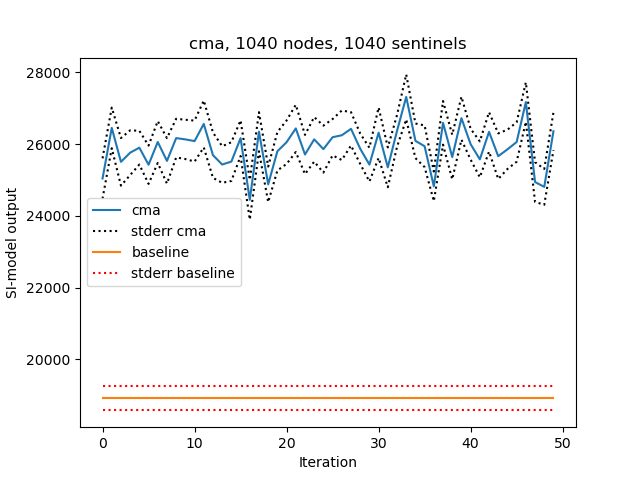 cma, 1040 nodes, 1040 sentinels
SI-model output
28000
26000
24000
22000
20000
cma
stderr cma
baseline
stderr baseline
0 10 20 30 40 50
Iteration